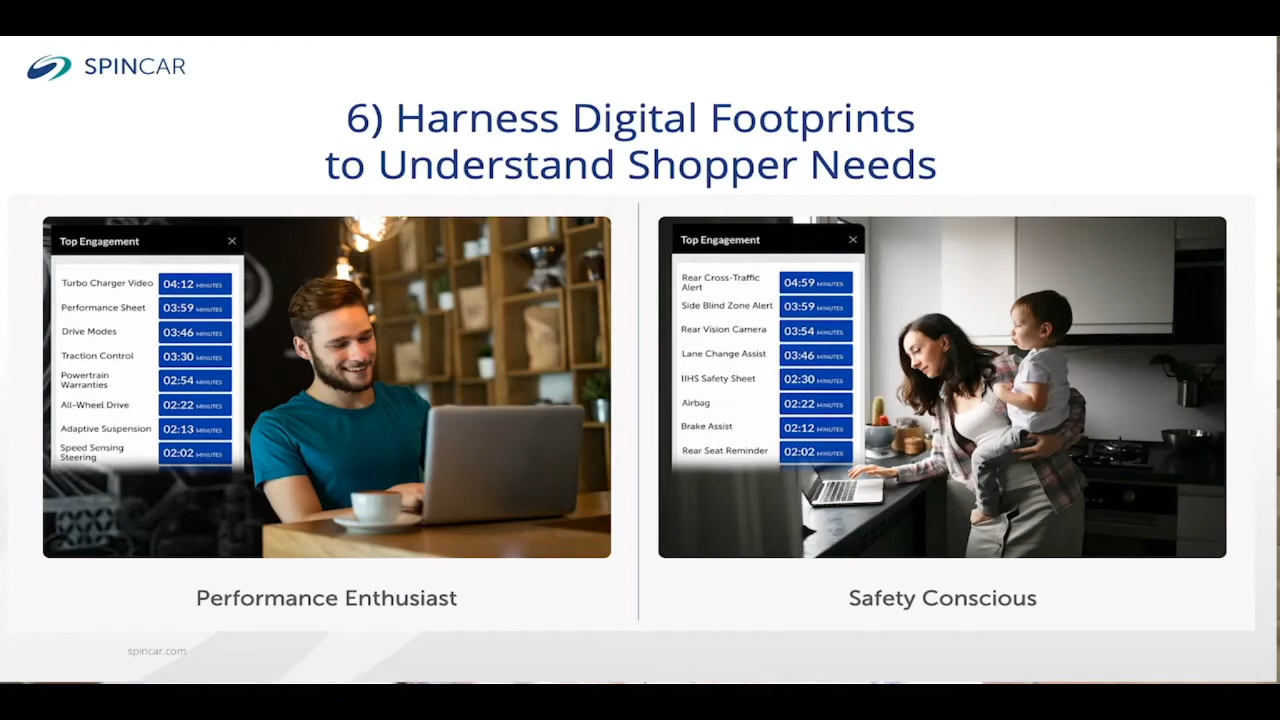 SPINCAR
6) Harness Digital Footprints
to Understand Shopper Needs
Top Engagement
Turbo Charger Video 04:12 MINUTES
Performance Sheet 03:59 MINUTES
Drive Modes 03:46 MINUTES
Traction Control 03:30 MINUTES
Powertrain
Warranties 02:54 MINUTES
All-Wheel Drive 02:22 MINUTES
Adaptive Suspension 02:13 MINUTES
Speed Sensing
Steering 02:02 MINUTES
Performance Enthusiast
Top Engagement
Rear Cross-Traffic
Alert 04:59 MINUTES
Side Blind Zone Alert 03:59 MINUTES
Rear Vision Camera 03:54 MINUTES
Lane Change Assist 03:46 MINUTES
IIHS Safety Sheet 02:30 MINUTES
Airbag 02:22 MINUTES
Brake Assist 02:12 MINUTES
Rear Seat Reminder 02:02 MINUTES
Safety Conscious
spincar.com